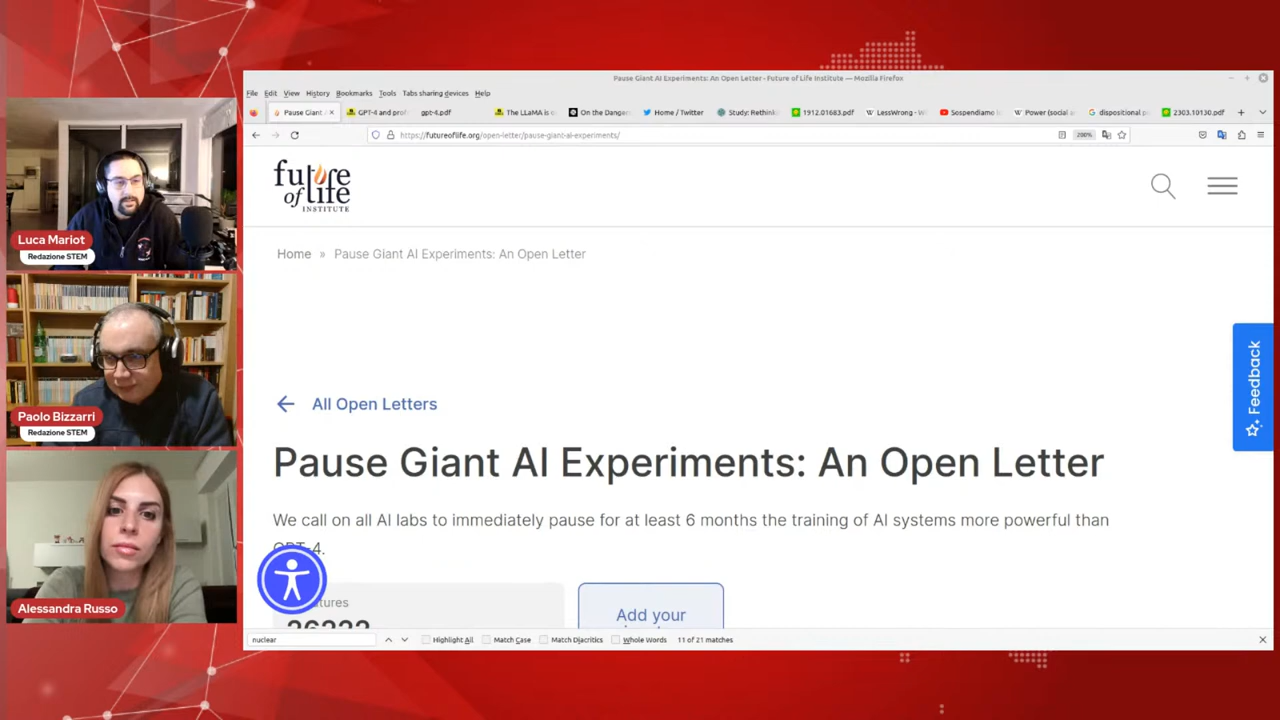 Pause Giant AI Experiments: An Open Letter - Future of Life Institute — Mozilla Firefox
File Edit View History Bookmarks Tools Tabs sharing devices Help
Pause Giant
GPT-4 and prof
gpt-4.pdf
The LLaMA is o
On the Danger
Home / Twitter
Study: Rethinki
1912.01683.pdf
LessWrong - Wi
Sospendiamo l
Power (social a
dispositional p
2303.10130.pdf
https://futureoflife.org/open-letter/pause-giant-ai-experiments/
200%
future
of life
INSTITUTE
Home » Pause Giant AI Experiments: An Open Letter
Luca Mariot
Redazione STEM
Paolo Bizzarri
Redazione STEM
Alessandra Russo
← All Open Letters
Pause Giant AI Experiments: An Open Letter
We call on all AI labs to immediately pause for at least 6 months the training of AI systems more powerful than
GPT-4.
Feedback
Add your
nuclear
Highlight All
Match Case
Match Diacritics
Whole Words
11 of 21 matches